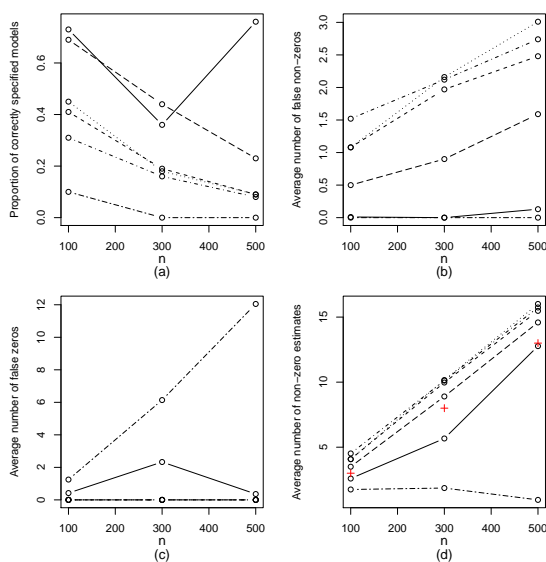 Proportion of correctly specified models
0.0 0.2 0.4 0.6
100 200 300 400 500
n
(a)
Average number of false non−zeros
0.0 0.5 1.0 1.5 2.0 2.5 3.0
100 200 300 400 500
n
(b)
Average number of false zeros
0 2 4 6 8 10 12
100 200 300 400 500
n
(c)
Average number of non−zero estimates
5 10 15
100 200 300 400 500
n
(d)